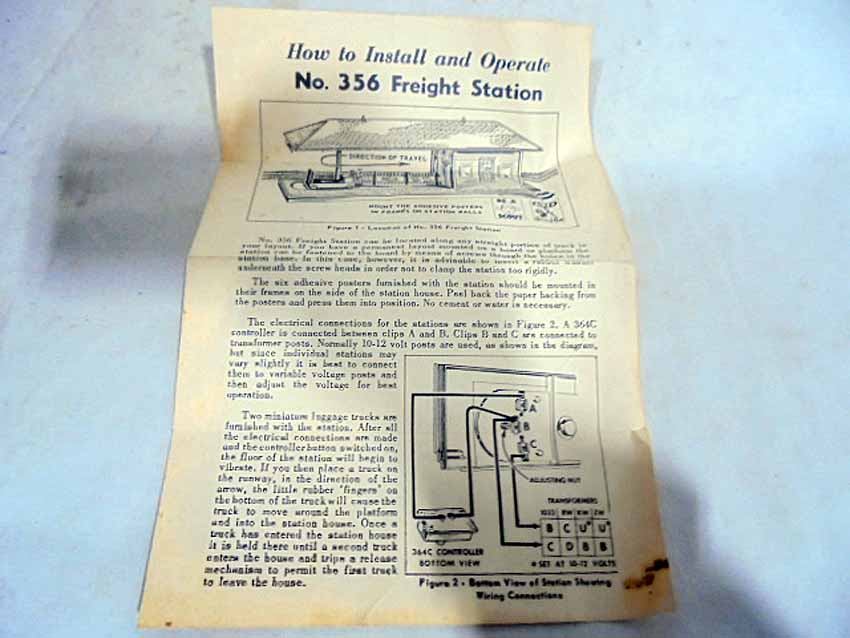 How to Install and Operate
No. 356 Freight Station
DIRECTION OF TRAVEL
MOUNT THE ADHESIVE POSTERS
IN FRAMES ON STATION WALLS
BE A
SCOUT
Figure 1 - Location of No. 356 Freight Station
No. 356 Freight Station can be located along any straight portion of track in
your layout. If you have a permanent layout mounted on a board or platform the
station can be fastened to the board by means of screws through the holes in the
station base. In this case, however, it is advisable to insert a rubber washer
underneath the screw heads in order not to clamp the station too rigidly.
The six adhesive posters furnished with the station should be mounted in
their frames on the side of the station house. Peel back the paper backing from
the posters and press them into position. No cement or water is necessary.
The electrical connections for the stations are shown in Figure 2. A 364C
controller is connected between clips A and B. Clips B and C are connected to
transformer posts. Normally 10-12 volt posts are used, as shown in the diagram,
but since individual stations may
vary slightly it is best to connect
them to variable voltage posts and
then adjust the voltage for best
operation.
Two miniature luggage trucks are
furnished with the station. After all
the electrical connections are made
and the controller button switched on,
the floor of the station will begin to
vibrate. If you then place a truck on
the runway, in the direction of the
arrow, the little rubber "fingers" on
the bottom of the truck will cause the
truck to move around the platform
and into the station house. Once a
truck has entered the station house
it is held there until a second truck
enters the house and trips a release
mechanism to permit the first truck
to leave the house.
A
B
C
ADJUSTING NUT
TRANSFORMERS
1033 RW KW ZW
B C U* U*
C D B B
* SET AT 10-12 VOLTS
364C CONTROLLER
BOTTOM VIEW
Figure 2 - Bottom View of Station Showing
Wiring Connections